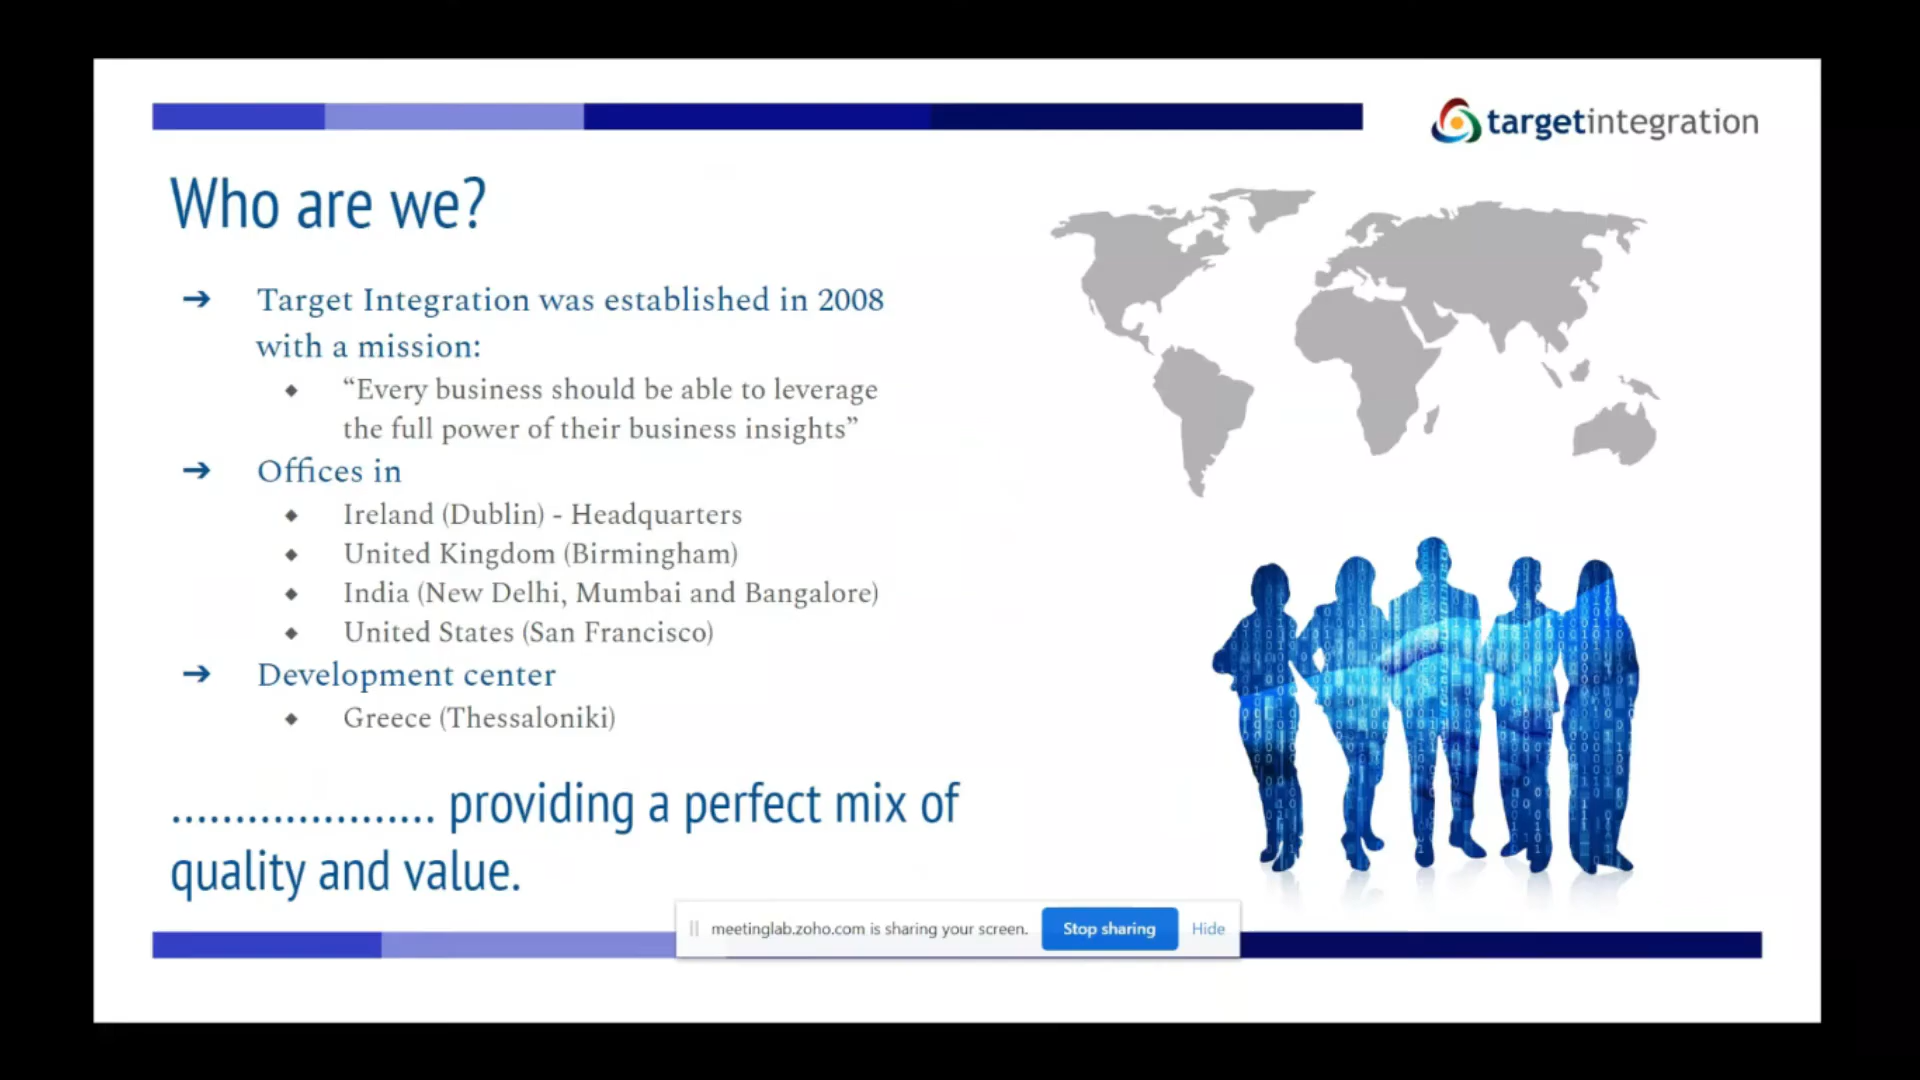 targetintegration
Who are we?
➔ Target Integration was established in 2008
with a mission:
◆ “Every business should be able to leverage
the full power of their business insights”
➔ Offices in
◆ Ireland (Dublin) - Headquarters
◆ United Kingdom (Birmingham)
◆ India (New Delhi, Mumbai and Bangalore)
◆ United States (San Francisco)
➔ Development center
◆ Greece (Thessaloniki)
..................... providing a perfect mix of
quality and value.
meetinglab.zoho.com is sharing your screen. Stop sharing Hide